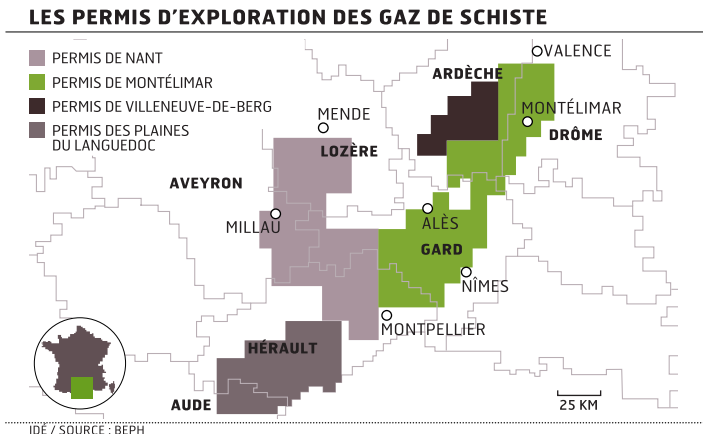 LES PERMIS D'EXPLORATION DES GAZ DE SCHISTE
PERMIS DE NANT
PERMIS DE MONTÉLIMAR
PERMIS DE VILLENEUVE-DE-BERG
PERMIS DES PLAINES
DU LANGUEDOC
VALENCE
ARDÈCHE
MONTÉLIMAR
MENDE
DRÔME
LOZÈRE
AVEYRON
MILLAU
ALÈS
GARD
NÎMES
MONTPELLIER
HÉRAULT
AUDE
25 KM
IDÉ / SOURCE : BEPH